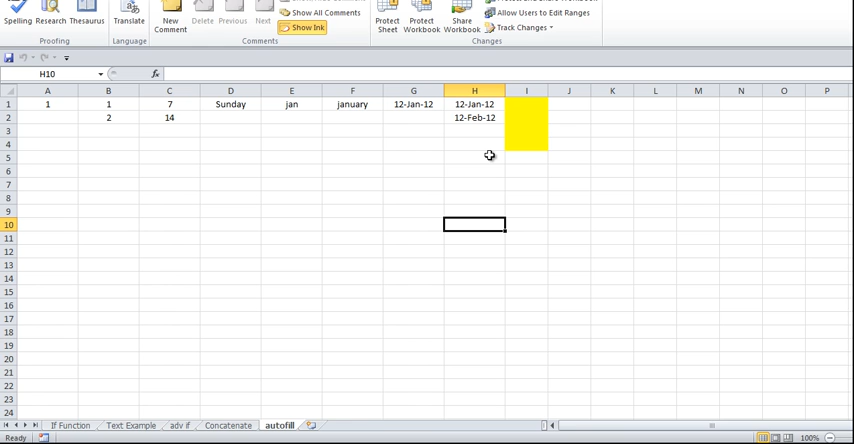 Spelling Research Thesaurus
Translate
New Comment
Delete Previous Next
Show All Comments
Show Ink
Protect Sheet
Protect Workbook
Share Workbook
Allow Users to Edit Ranges
Track Changes
Proofing Language Comments Changes
H10 fx
A B C D E F G H I J K L M N O P
1 1 1 7 Sunday jan january 12-Jan-12 12-Jan-12
2 2 14 12-Feb-12
3
4
5
6
7
8
9
10
11
12
13
14
15
16
17
18
19
20
21
22
23
24
If Function Text Example adv if Concatenate autofill
Ready 100%